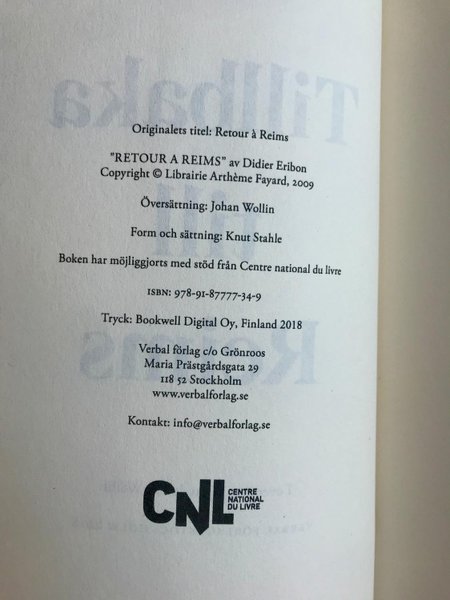 Originalets titel: Retour à Reims
"RETOUR A REIMS" av Didier Eribon
Copyright © Librairie Arthème Fayard, 2009
Översättning: Johan Wollin
Form och sättning: Knut Stahle
Boken har möjliggjorts med stöd från Centre national du livre
ISBN: 978-91-87777-34-9
Tryck: Bookwell Digital Oy, Finland 2018
Verbal förlag c/o Grönroos
Maria Prästgårdsgata 29
118 52 Stockholm
www.verbalforlag.se
Kontakt: info@verbalforlag.se
CNL CENTRE
NATIONAL
DU LIVRE
Tillbaka
till
Reims